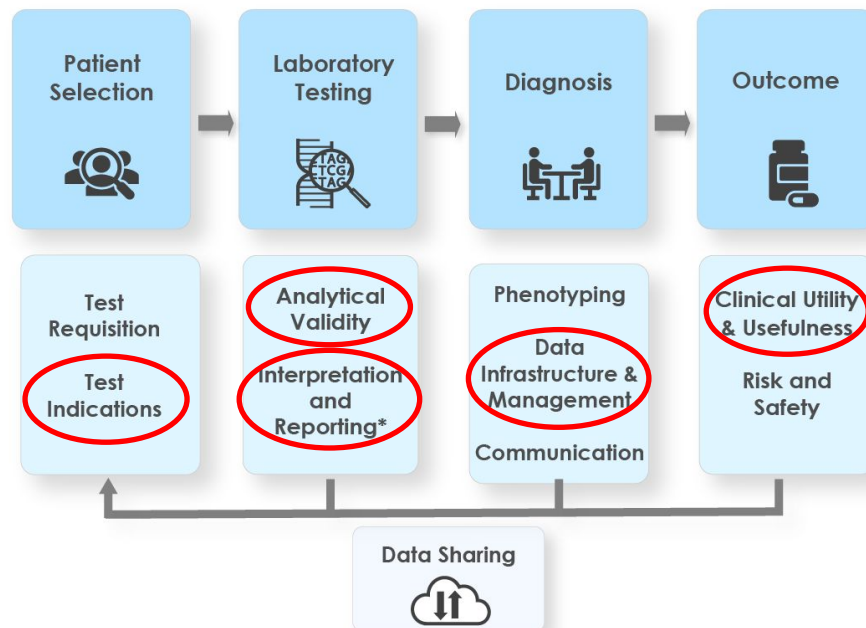 Patient
Selection
Laboratory
Testing
TAG
CTCG
TAG
Diagnosis
Outcome
Test
Requisition
Test
Indications
Analytical
Validity
Interpretation
and
Reporting*
Phenotyping
Data
Infrastructure &
Management
Communication
Clinical Utility
& Usefulness
Risk and
Safety
Data Sharing